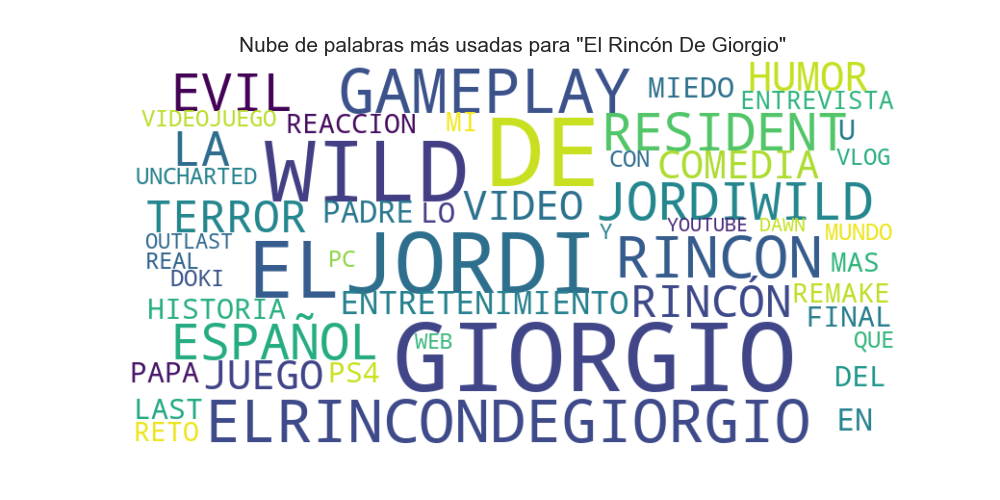 Nube de palabras más usadas para "El Rincón De Giorgio"
EVIL GAMEPLAY MIEDO HUMOR
ENTREVISTA
VIDEOJUEGO REACCION MI DE RESIDENT U
LA WILD CON COMEDIA VLOG
UNCHARTED
TERROR PADRE LO VIDEO JORDIWILD
OUTLAST EL JORDI Y YOUTUBE DAWN MUNDO
REAL PC RINCON MAS
DOKI
HISTORIA ENTRETENIMIENTO RINCÓN REMAKE
FINAL
ESPAÑOL WEB GIORGIO QUE
PAPA JUEGO PS4 DEL
LAST ELRINCONDEGIORGIO EN
RETO